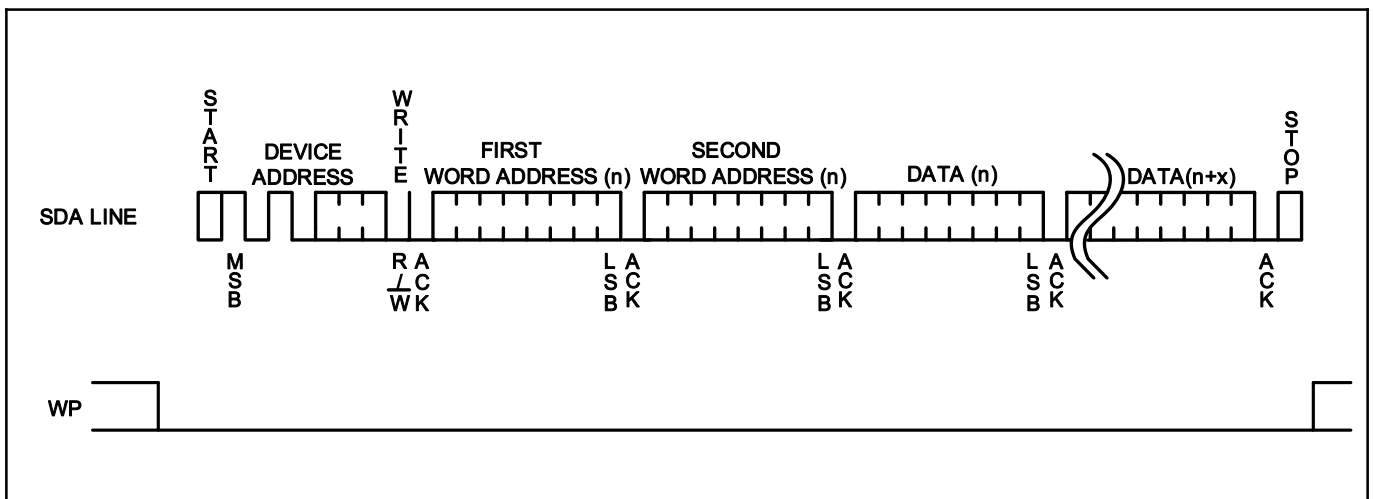 START
WRITE
STOP
DEVICE
ADDRESS
FIRST
WORD ADDRESS (n)
SECOND
WORD ADDRESS (n)
DATA (n)
DATA(n+x)
SDA LINE
MSB
R/W
ACK
LSB
ACK
LSB
ACK
LSB
ACK
ACK
WP